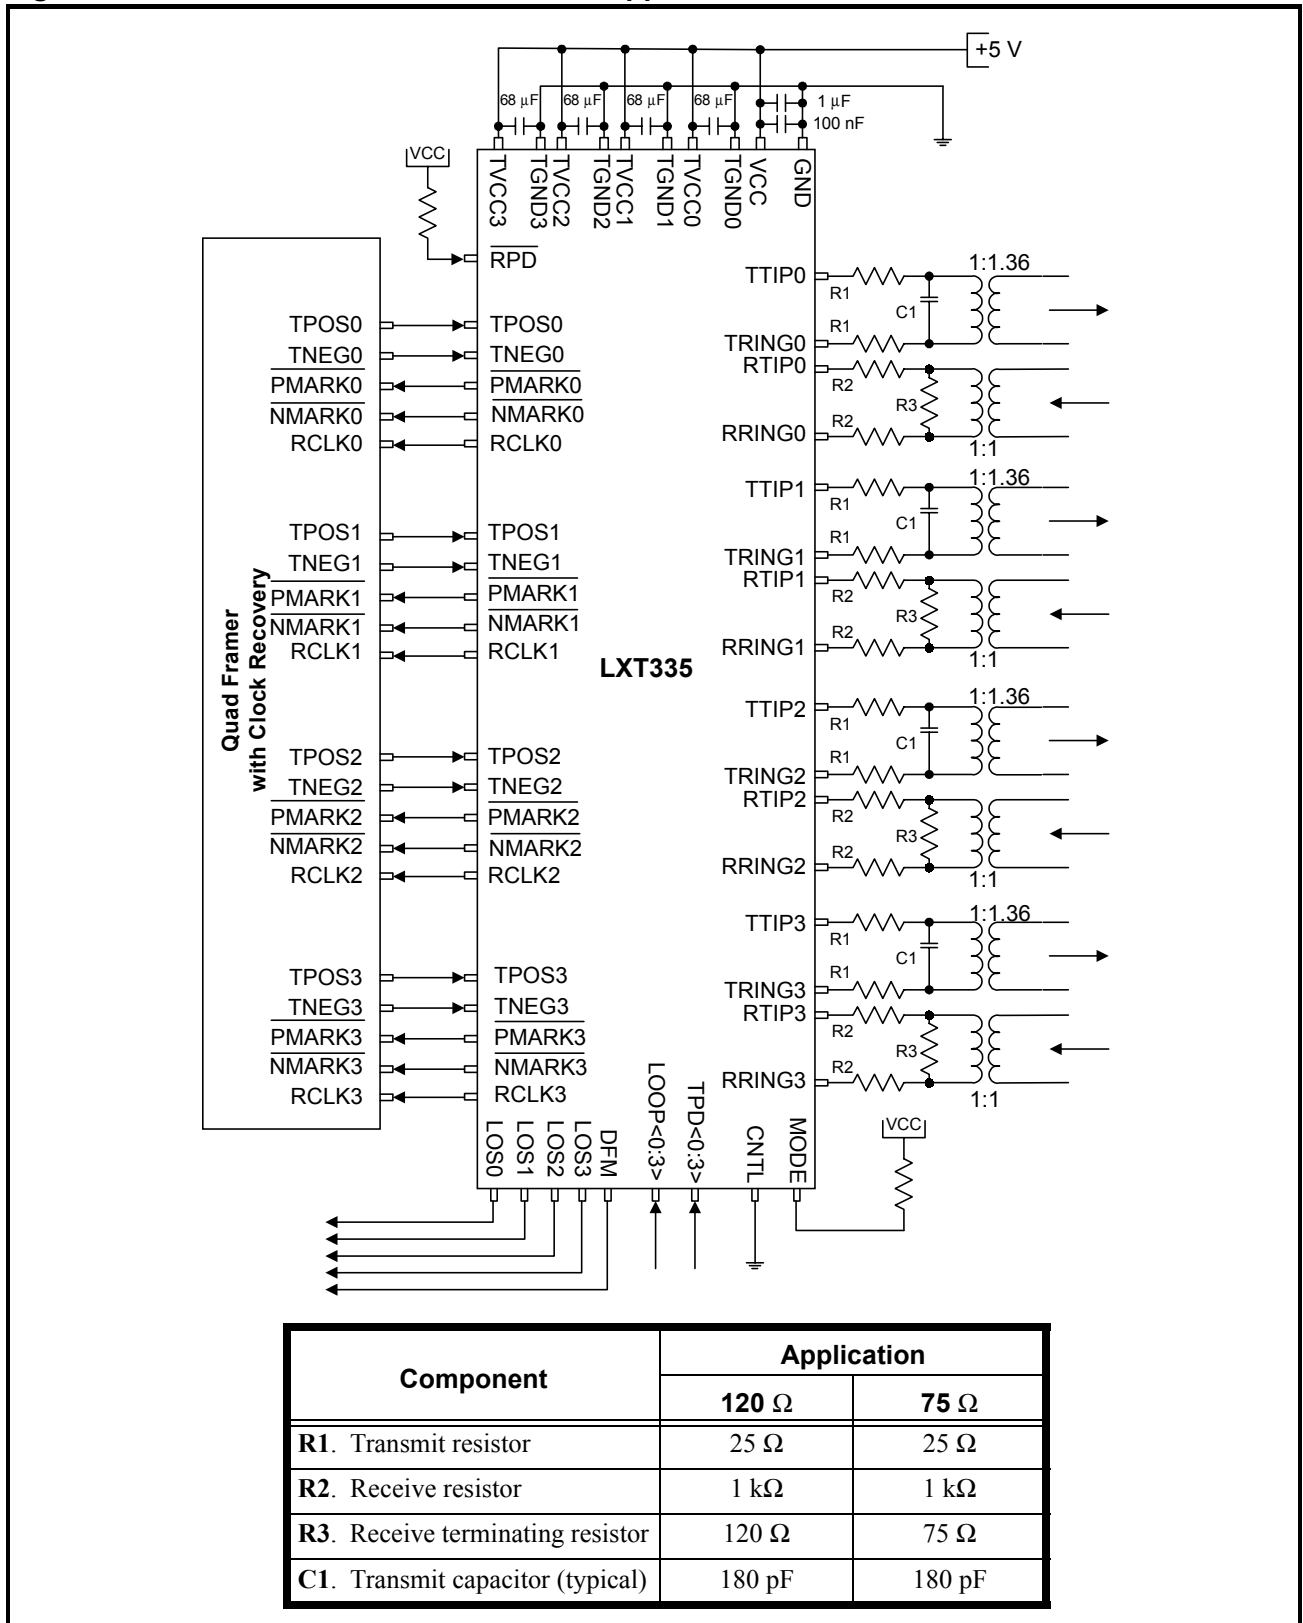 +5 V
68 µF 68 µF 68 µF 68 µF 1 µF
100 nF
VCC
TVCC3 TGND3 TVCC2 TGND2 TVCC1 TGND1 TVCC0 TGND0 VCC GND
RPD
Quad Framer
with Clock Recovery
TPOS0 TPOS0
TNEG0 TNEG0
PMARK0 PMARK0
NMARK0 NMARK0
RCLK0 RCLK0
TPOS1 TPOS1
TNEG1 TNEG1
PMARK1 PMARK1
NMARK1 NMARK1
RCLK1 RCLK1
TPOS2 TPOS2
TNEG2 TNEG2
PMARK2 PMARK2
NMARK2 NMARK2
RCLK2 RCLK2
TPOS3 TPOS3
TNEG3 TNEG3
PMARK3 PMARK3
NMARK3 NMARK3
RCLK3 RCLK3
LXT335
1:1.36
TTIP0
R1
C1
R1
TRING0
RTIP0
R2
R3
R2
RRING0
1:1
1:1.36
TTIP1
R1
C1
R1
TRING1
RTIP1
R2
R3
R2
RRING1
1:1
1:1.36
TTIP2
R1
C1
R1
TRING2
RTIP2
R2
R3
R2
RRING2
1:1
1:1.36
TTIP3
R1
C1
R1
TRING3
RTIP3
R2
R3
R2
RRING3
1:1
LOS0 LOS1 LOS2 LOS3 DFM LOOP<0:3> TPD<0:3> CNTL MODE
VCC
Component Application
120 Ω 75 Ω
R1. Transmit resistor 25 Ω 25 Ω
R2. Receive resistor 1 kΩ 1 kΩ
R3. Receive terminating resistor 120 Ω 75 Ω
C1. Transmit capacitor (typical) 180 pF 180 pF